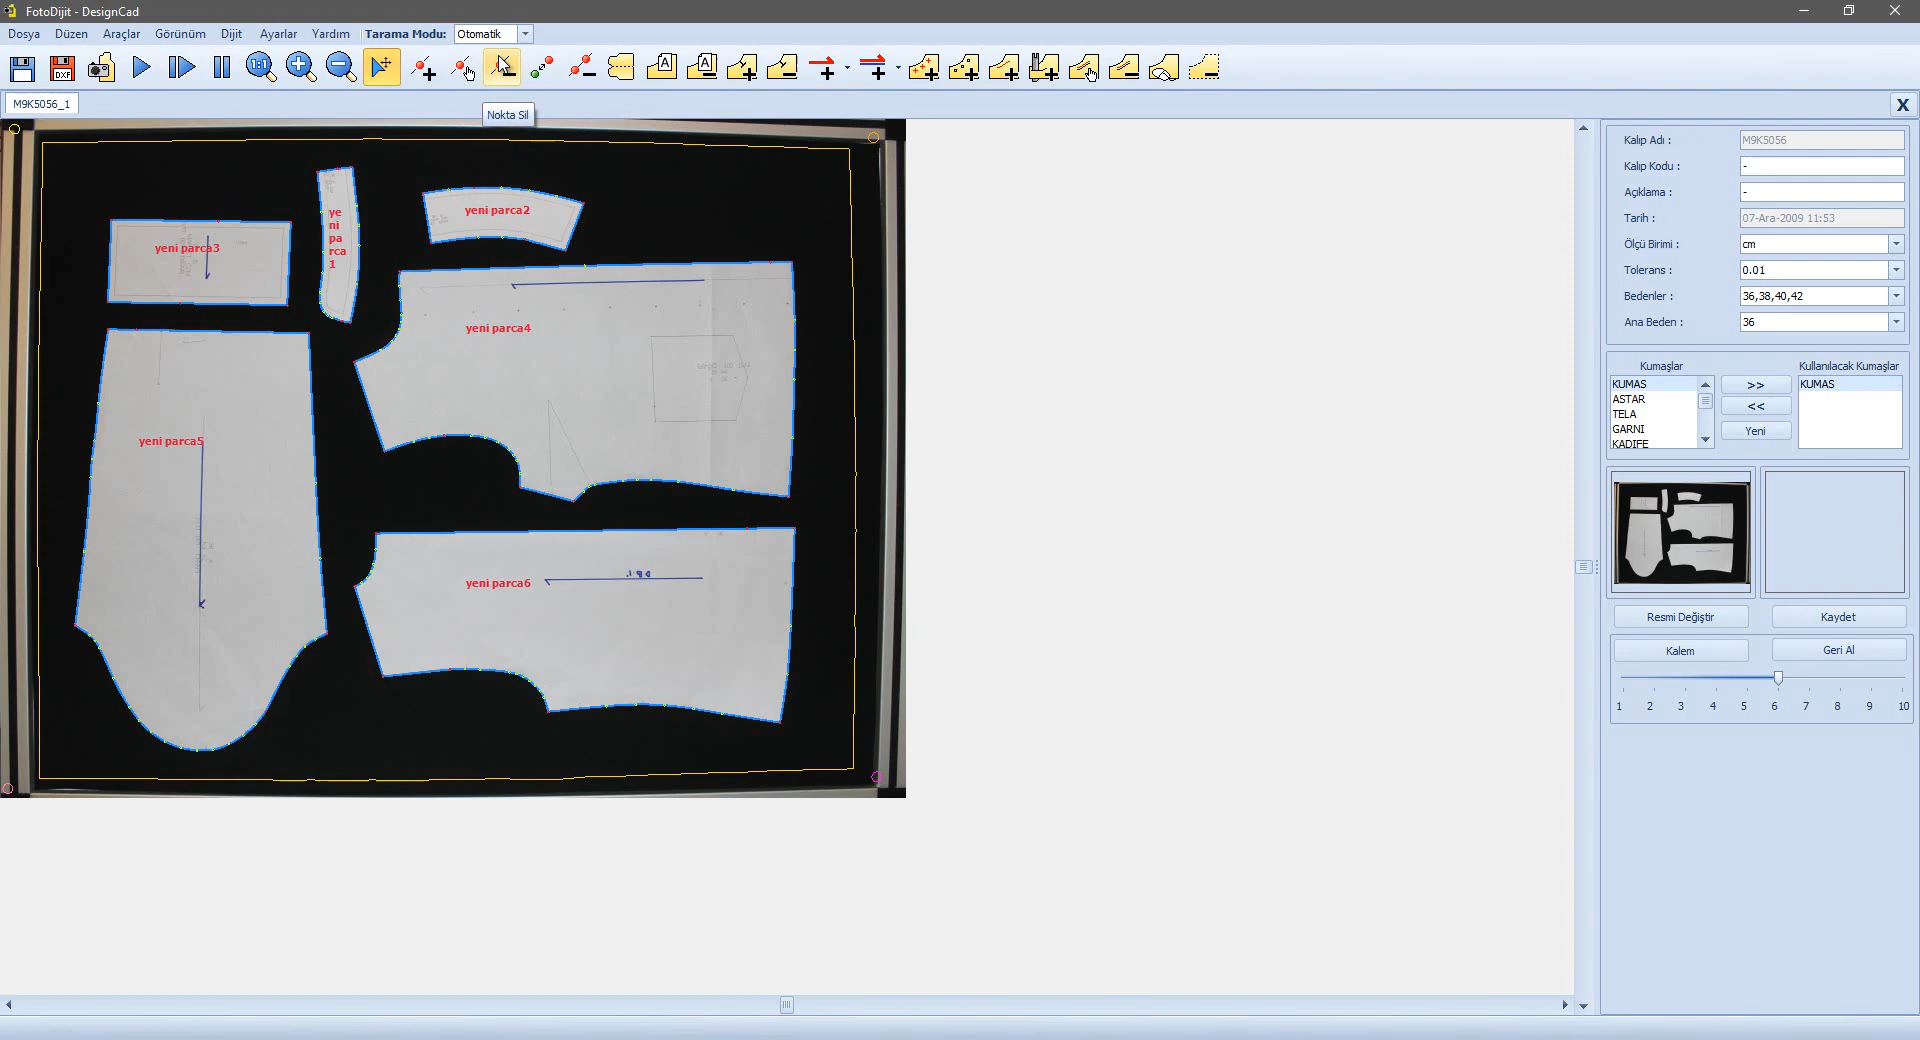 FotoDijit - DesignCad
Dosya Düzen Araçlar Görünüm Dijit Ayarlar Yardım Tarama Modu: Otomatik
DXF 1:1 A A
M9K5056_1 X
Nokta Sil
yeni parca2
ye
ni
pa
rca
1
yeni parca3
yeni parca4
yeni parca5
yeni parca6
Kalıp Adı : M9K5056
Kalıp Kodu : -
Açıklama : -
Tarih : 07-Ara-2009 11:53
Ölçü Birimi : cm
Tolerans : 0.01
Bedenler : 36,38,40,42
Ana Beden : 36
Kumaşlar Kullanılacak Kumaşlar
KUMAS >> KUMAS
ASTAR
TELA <<
GARNI Yeni
KADIFE
Resmi Değiştir Kaydet
Kalem Geri Al
1 2 3 4 5 6 7 8 9 10